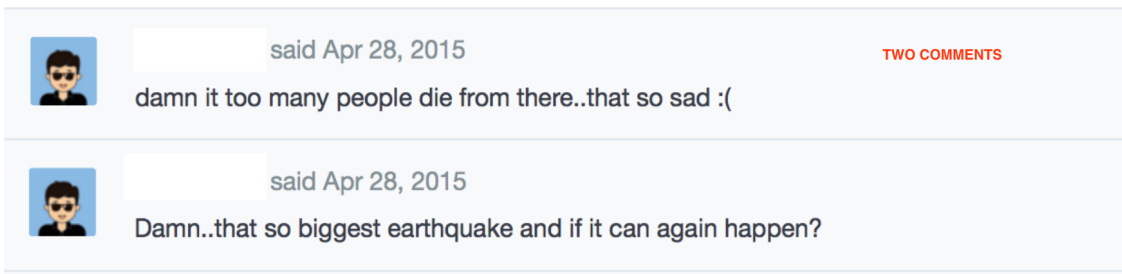 said Apr 28, 2015
TWO COMMENTS
damn it too many people die from there..that so sad :(
said Apr 28, 2015
Damn..that so biggest earthquake and if it can again happen?